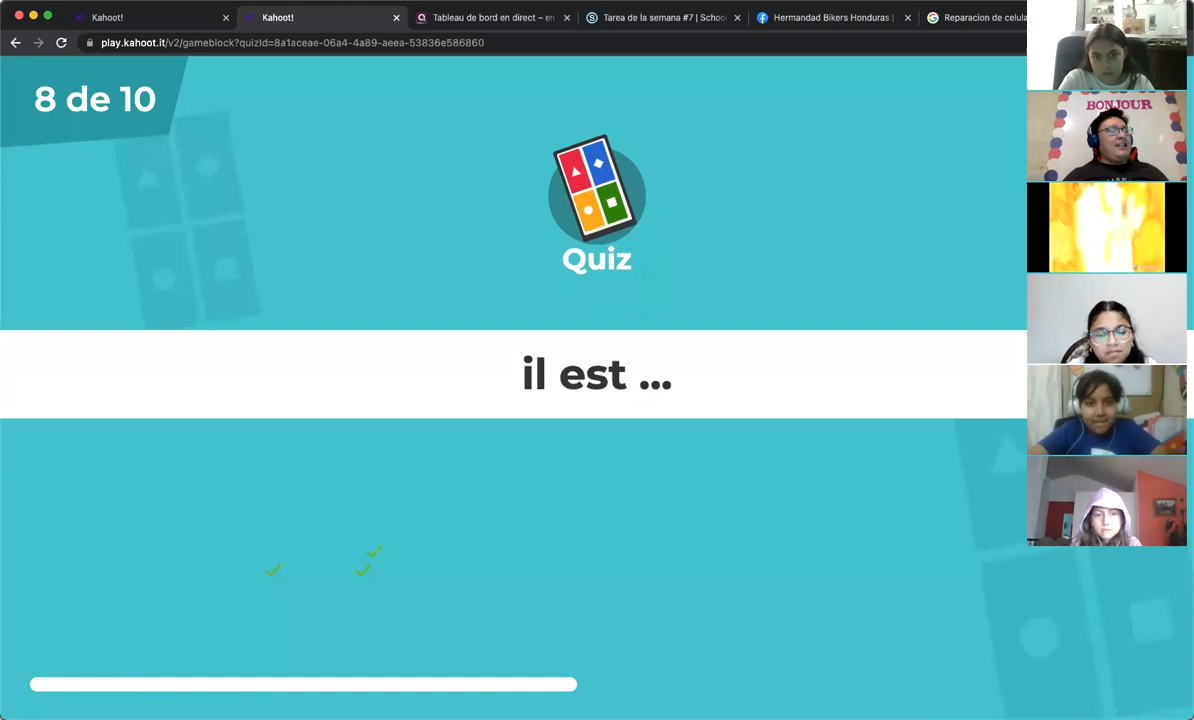 Kahoot!
Kahoot!
Tableau de bord en direct – en
Tarea de la semana #7 | Schoo
Hermandad Bikers Honduras |
Reparacion de celula
play.kahoot.it/v2/gameblock?quizId=8a1aceae-06a4-4a89-aeea-53836e586860
8 de 10
BONJOUR
Quiz
il est ...